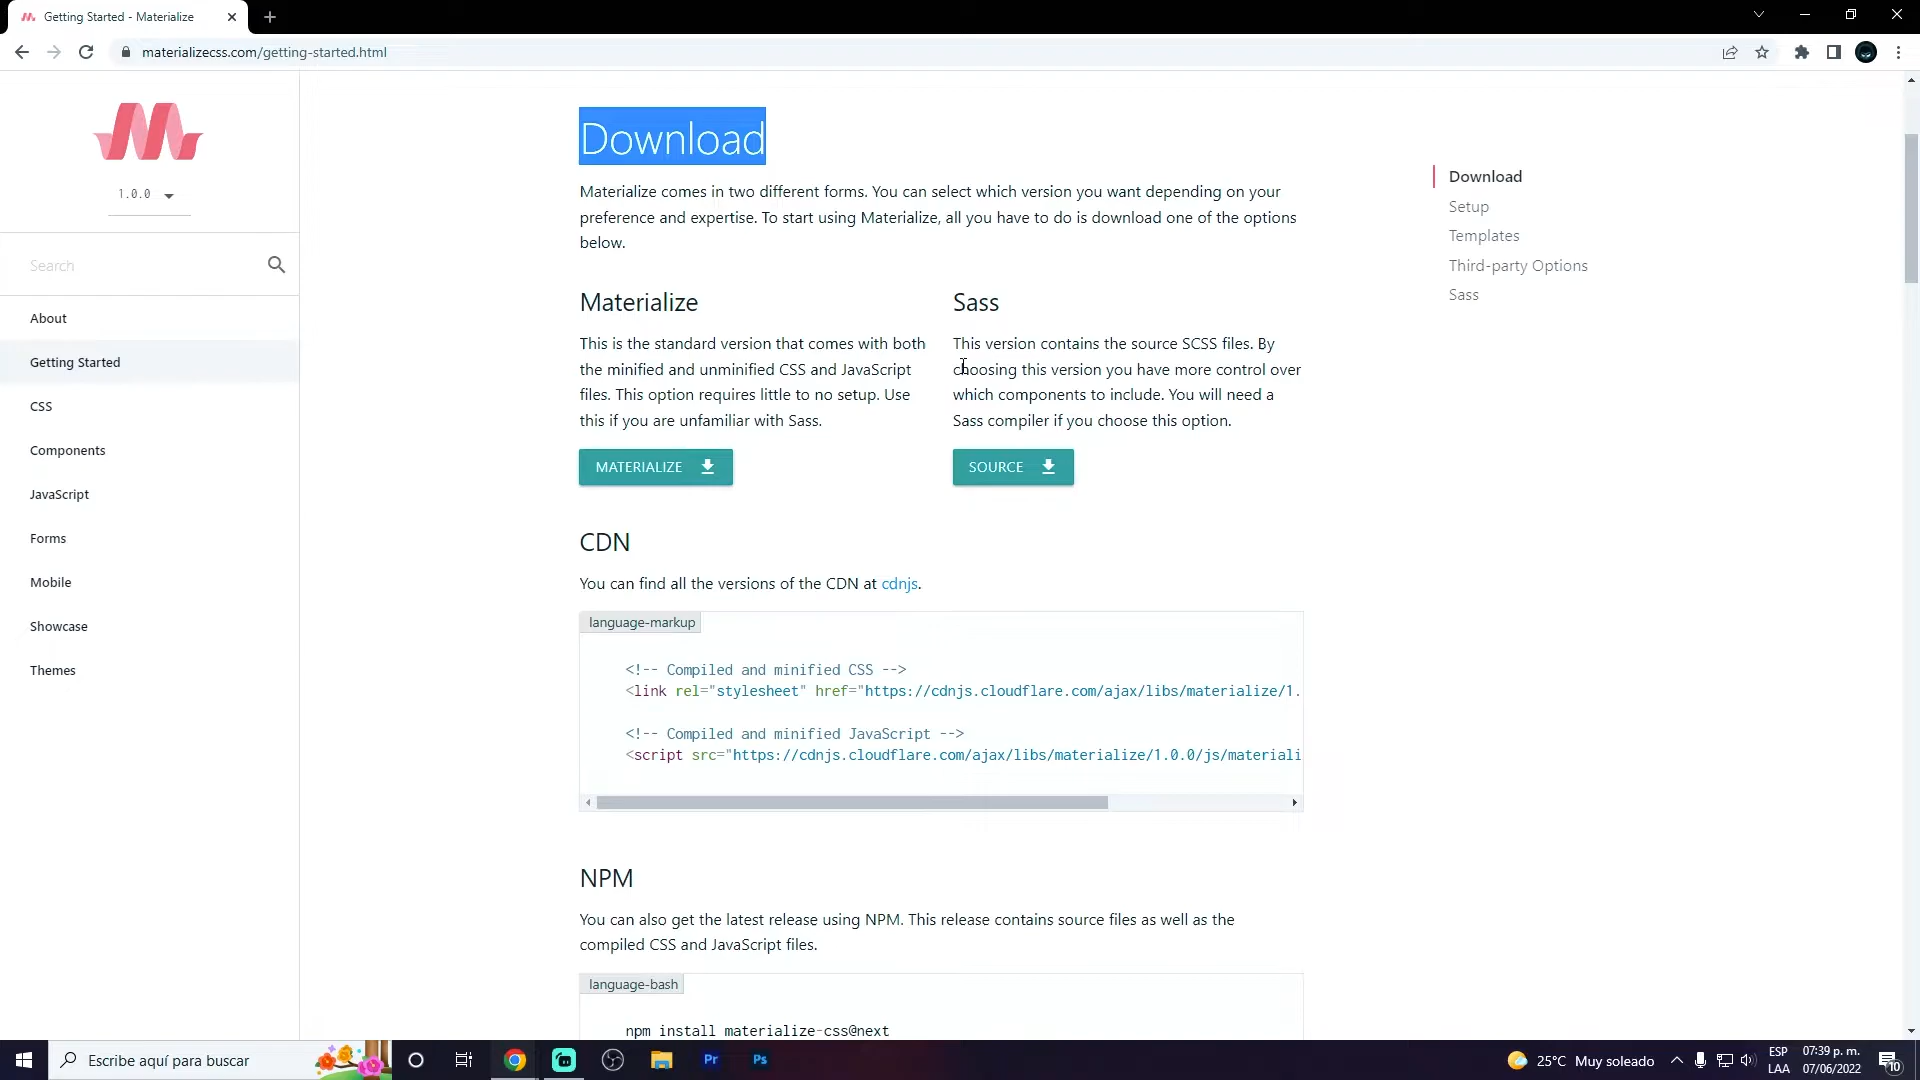 Getting Started - Materialize
materializecss.com/getting-started.html
1.0.0
Search
About
Getting Started
CSS
Components
JavaScript
Forms
Mobile
Showcase
Themes
Download
Materialize comes in two different forms. You can select which version you want depending on your
preference and expertise. To start using Materialize, all you have to do is download one of the options
below.
Materialize
This is the standard version that comes with both
the minified and unminified CSS and JavaScript
files. This option requires little to no setup. Use
this if you are unfamiliar with Sass.
MATERIALIZE
Sass
This version contains the source SCSS files. By
choosing this version you have more control over
which components to include. You will need a
Sass compiler if you choose this option.
SOURCE
CDN
You can find all the versions of the CDN at cdnjs.
language-markup
<!-- Compiled and minified CSS -->
<link rel="stylesheet" href="https://cdnjs.cloudflare.com/ajax/libs/materialize/1.
<!-- Compiled and minified JavaScript -->
<script src="https://cdnjs.cloudflare.com/ajax/libs/materialize/1.0.0/js/materiali
NPM
You can also get the latest release using NPM. This release contains source files as well as the
compiled CSS and JavaScript files.
language-bash
npm install materialize-css@next
Download
Setup
Templates
Third-party Options
Sass
Escribe aquí para buscar
Pr
Ps
25°C Muy soleado
ESP
LAA
07:39 p. m.
07/06/2022
10